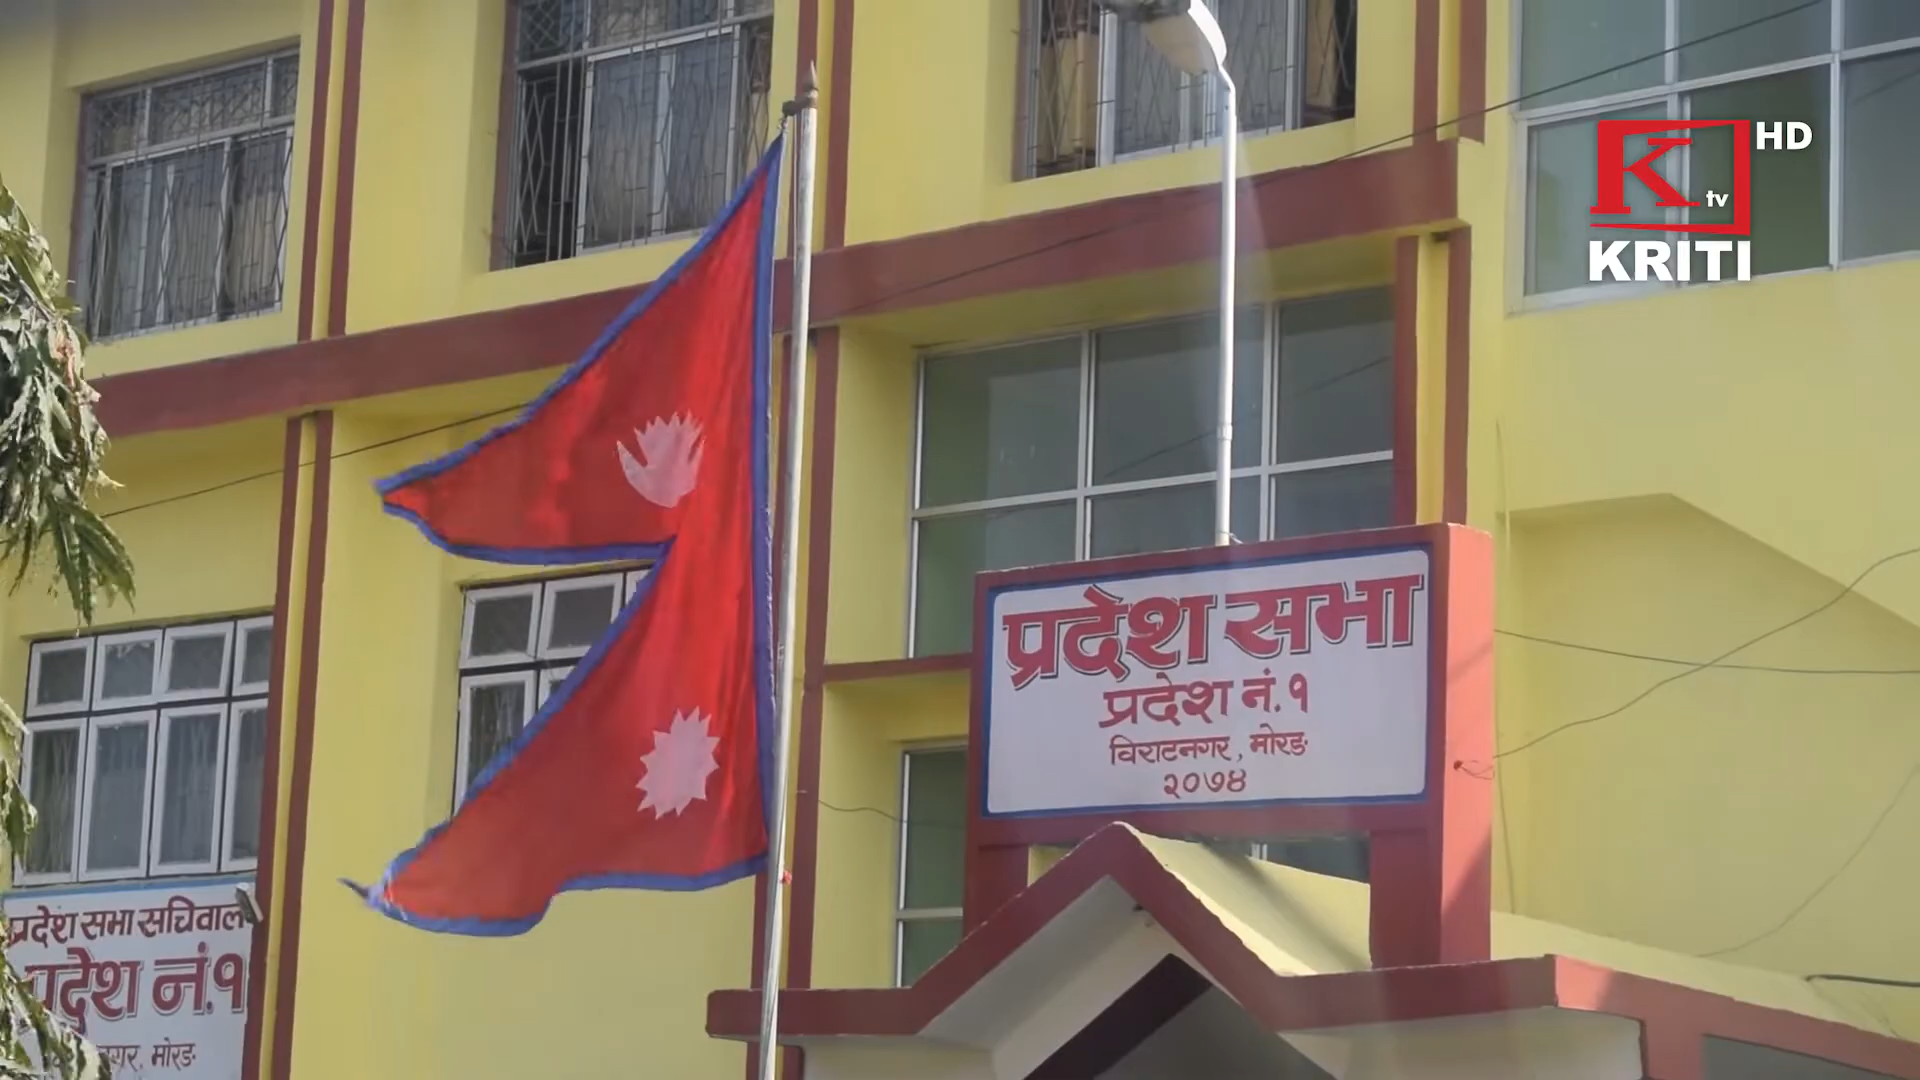 K tv HD
KRITI
प्रदेश सभा
प्रदेश नं. १
विराटनगर, मोरङ
२०७४
प्रदेश सभा सचिवाल
प्रदेश नं. १
मोरङ